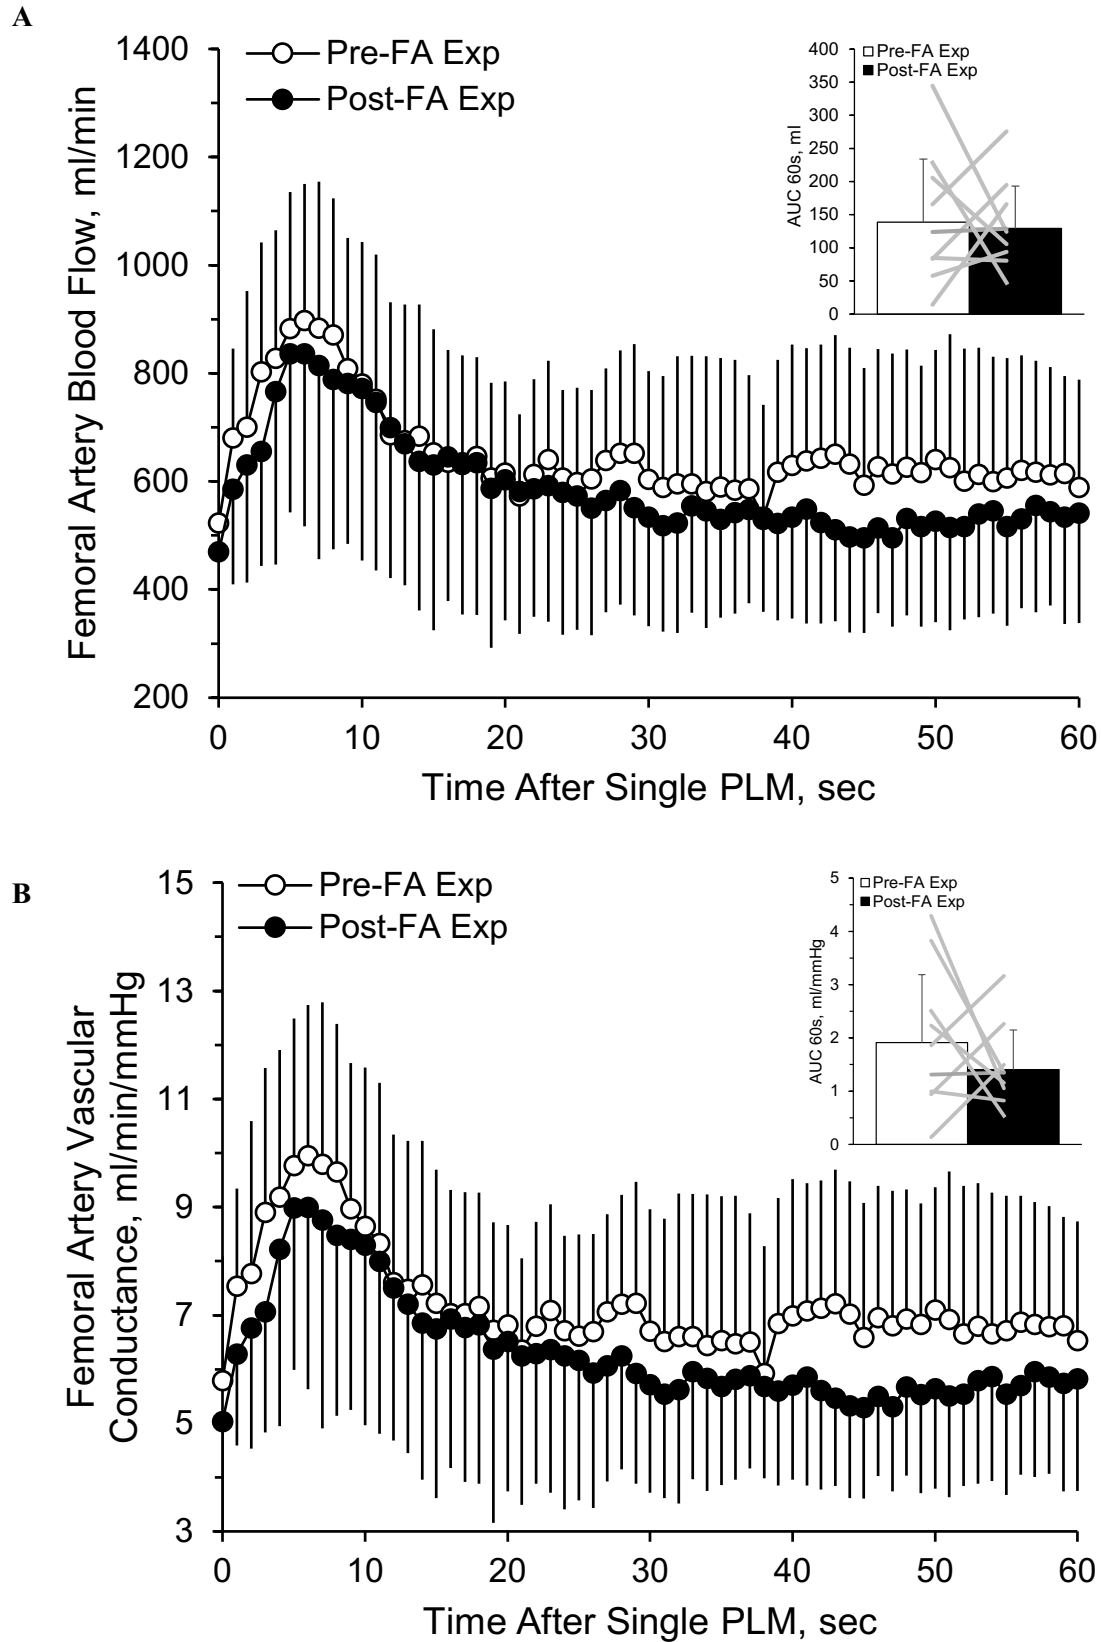 A
1400
1200
1000
800
600
400
200
Femoral Artery Blood Flow, ml/min
Pre-FA Exp
Post-FA Exp
0 10 20 30 40 50 60
Time After Single PLM, sec
400
350
300
250
200
150
100
50
0
AUC 60s, ml
Pre-FA Exp
Post-FA Exp
B
15
13
11
9
7
5
3
Femoral Artery Vascular
Conductance, ml/min/mmHg
Pre-FA Exp
Post-FA Exp
0 10 20 30 40 50 60
Time After Single PLM, sec
5
4
3
2
1
0
AUC 60s, ml/mmHg
Pre-FA Exp
Post-FA Exp